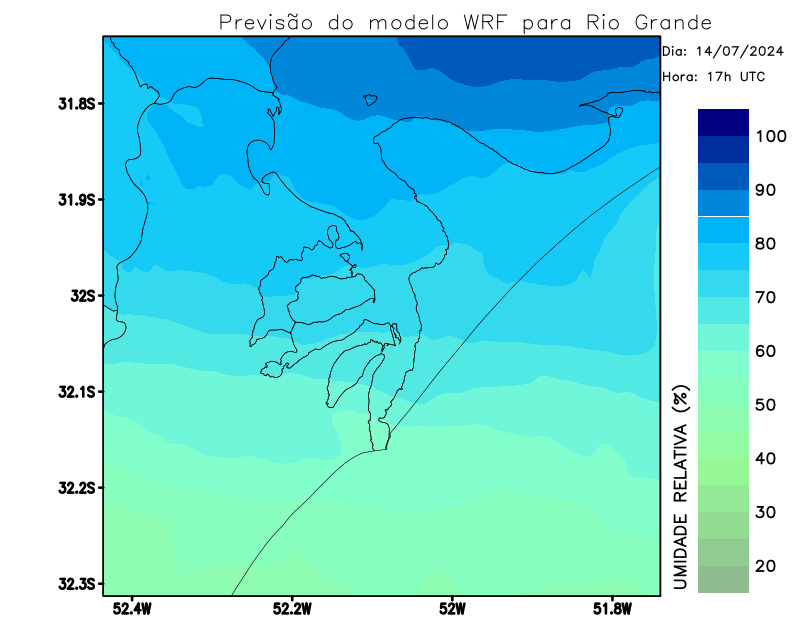 Previsão do modelo WRF para Rio Grande
Dia: 14/07/2024
Hora: 17h UTC
31.8S
31.9S
32S
32.1S
32.2S
32.3S
52.4W
52.2W
52W
51.8W
UMIDADE RELATIVA (%)
100
90
80
70
60
50
40
30
20